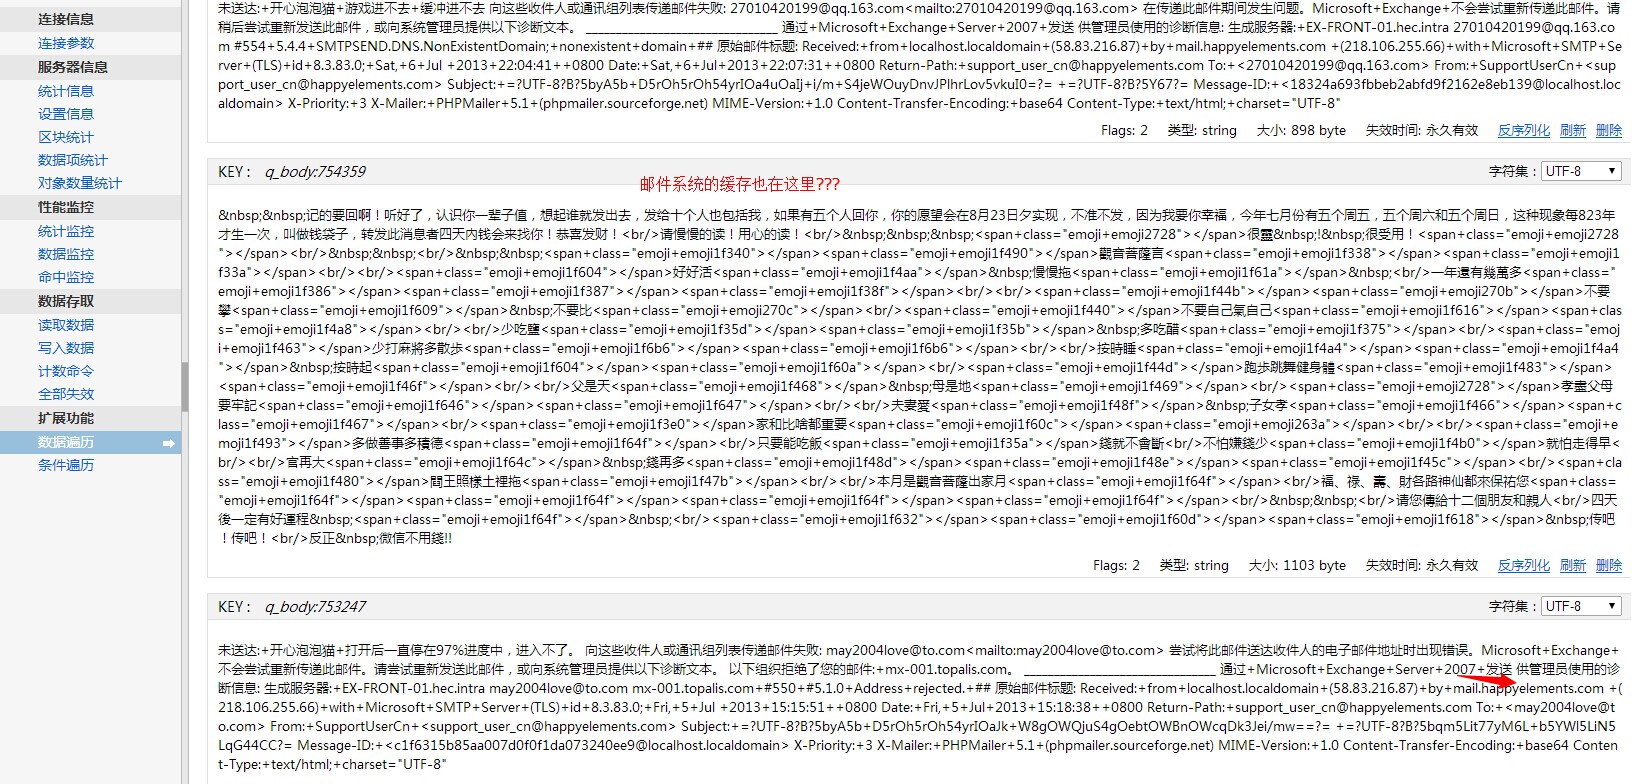 连接信息
连接参数
服务器信息
统计信息
设置信息
区块统计
数据项统计
对象数量统计
性能监控
统计监控
数据监控
命中监控
数据存取
读取数据
写入数据
计数命令
全部失效
扩展功能
数据遍历
条件遍历
未送达:+开心泡泡猫+游戏进不去+缓冲进不去 向这些收件人或通讯组列表传递邮件失败: 27010420199@qq.com<mailto:27010420199@qq.com> 在传递此邮件期间发生问题。Microsoft+Exchange+不会尝试重新传递此邮件。请
稍后尝试重新发送此邮件，或向系统管理员提供以下诊断文本。 ________________________________ 通过+Microsoft+Exchange+Server+2007+发送 供管理员使用的诊断信息: 生成服务器:+EX-FRONT-01.hec.intra 27010420199@qq.co
m #554+5.4.4+SMTPSEND.DNS.NonExistentDomain;+nonexistent+domain+## 原始邮件标题: Received:+from+localhost.localdomain+(58.83.216.87)+by+mail.happyelements.com +(218.106.255.66)+with+Microsoft+SMTP+Se
rver+(TLS)+id+8.3.83.0;+Sat,+6+Jul +2013+22:04:41++0800 Date:+Sat,+6+Jul+2013+22:07:31++0800 Return-Path:+support_user_cn@happyelements.com To:+<27010420199@qq.com> From:+SupportUserCn+<sup
port_user_cn@happyelements.com> Subject:+=?UTF-8?B?5byA5b+D5rOh5rOh54yrIOa4uOaIj+i/m+S4jeWOuyDnvJPlhrLov5vkuI0=?= +=?UTF-8?B?5Y67?= Message-ID:+<18324a693fbbeb2abfd9f2162e8eb139@localhost.loc
aldomain> X-Priority:+3 X-Mailer:+PHPMailer+5.1+(phpmailer.sourceforge.net) MIME-Version:+1.0 Content-Transfer-Encoding:+base64 Content-Type:+text/html;+charset="UTF-8"
Flags: 2 类型: string 大小: 898 byte 失效时间: 永久有效 反序列化 刷新 删除
KEY : q_body:754359 字符集 : UTF-8
邮件系统的缓存也在这里???
&nbsp;&nbsp;记的要回啊！听好了，认识你一辈子值，想起谁就发出去，发给十个人也包括我，如果有五个人回你，你的愿望会在8月23日夕实现，不准不发，因为我要你幸福，今年七月份有五个周五，五个周六和五个周日，这种现象每823年
才生一次，叫做钱袋子，转发此消息者四天内钱会来找你！恭喜发财！<br/>请慢慢的读！用心的读！<br/>&nbsp;&nbsp;&nbsp;<span+class="emoji+emoji2728"></span>很靈&nbsp;!&nbsp;很受用！<span+class="emoji+emoji2728
"></span><br/>&nbsp;&nbsp;<br/>&nbsp;&nbsp;<span+class="emoji+emoji1f340"></span><span+class="emoji+emoji1f490"></span>觀音菩薩言<span+class="emoji+emoji1f338"></span><span+class="emoji+emoji1
f33a"></span><br/><br/><span+class="emoji+emoji1f604"></span>好好活<span+class="emoji+emoji1f4aa"></span>&nbsp;慢慢拖<span+class="emoji+emoji1f61a"></span>&nbsp;<br/>一年還有幾萬多<span+class="
emoji+emoji1f386"></span><span+class="emoji+emoji1f387"></span><span+class="emoji+emoji1f38f"></span><br/><br/><span+class="emoji+emoji1f44b"></span><span+class="emoji+emoji270b"></span>不要
攀<span+class="emoji+emoji1f609"></span>&nbsp;不要比<span+class="emoji+emoji270c"></span><br/><span+class="emoji+emoji1f440"></span>不要自己氣自己<span+class="emoji+emoji1f616"></span><span+clas
s="emoji+emoji1f4a8"></span><br/><br/>少吃鹽<span+class="emoji+emoji1f35d"></span><span+class="emoji+emoji1f35b"></span>&nbsp;多吃醋<span+class="emoji+emoji1f375"></span><br/><span+class="emoj
i+emoji1f463"></span>少打麻將多散步<span+class="emoji+emoji1f6b6"></span><span+class="emoji+emoji1f6b6"></span><br/><br/>按時睡<span+class="emoji+emoji1f4a4"></span><span+class="emoji+emoji1f4a4
"></span>&nbsp;按時起<span+class="emoji+emoji1f604"></span><span+class="emoji+emoji1f60a"></span><br/><span+class="emoji+emoji1f44d"></span>跑步跳舞健身體<span+class="emoji+emoji1f483"></span>
<span+class="emoji+emoji1f46f"></span><br/><br/>父是天<span+class="emoji+emoji1f468"></span>&nbsp;母是地<span+class="emoji+emoji1f469"></span><br/><span+class="emoji+emoji2728"></span>孝盡父母
要牢記<span+class="emoji+emoji1f646"></span><span+class="emoji+emoji1f647"></span><br/><br/>夫妻愛<span+class="emoji+emoji1f48f"></span>&nbsp;子女孝<span+class="emoji+emoji1f466"></span><span+c
lass="emoji+emoji1f467"></span><br/><span+class="emoji+emoji1f3e0"></span>家和比啥都重要<span+class="emoji+emoji1f60c"></span><span+class="emoji+emoji263a"></span><br/><br/><span+class="emoji+e
moji1f493"></span>多做善事多積德<span+class="emoji+emoji1f64f"></span><br/>只要能吃飯<span+class="emoji+emoji1f35a"></span>錢就不會斷<br/>不怕嫌錢少<span+class="emoji+emoji1f4b0"></span>就怕走得早<
br/><br/>官再大<span+class="emoji+emoji1f64c"></span>&nbsp;錢再多<span+class="emoji+emoji1f48d"></span><span+class="emoji+emoji1f48e"></span><span+class="emoji+emoji1f45c"></span><br/><span+cla
ss="emoji+emoji1f480"></span>閻王照樣土裡拖<span+class="emoji+emoji1f47b"></span><br/><br/>本月是觀音菩薩出家月<span+class="emoji+emoji1f64f"></span><br/>福、祿、壽、財各路神仙都來保祐您<span+class=
"emoji+emoji1f64f"></span><span+class="emoji+emoji1f64f"></span><span+class="emoji+emoji1f64f"></span><span+class="emoji+emoji1f64f"></span><br/>&nbsp;&nbsp;<br/>請您傳給十二個朋友和親人<br/>四天
後一定有好運程&nbsp;<span+class="emoji+emoji1f64f"></span>&nbsp;<br/><span+class="emoji+emoji1f632"></span><span+class="emoji+emoji1f60d"></span><span+class="emoji+emoji1f618"></span>&nbsp;传吧
！传吧！<br/>反正&nbsp;微信不用錢!!
Flags: 2 类型: string 大小: 1103 byte 失效时间: 永久有效 反序列化 刷新 删除
KEY : q_body:753247 字符集 : UTF-8
未送达:+开心泡泡猫+打开后一直停在97%进度中，进入不了。 向这些收件人或通讯组列表传递邮件失败: may2004love@to.com<mailto:may2004love@to.com> 尝试将此邮件送达收件人的电子邮件地址时出现错误。Microsoft+Exchange+
不会尝试重新传递此邮件。请尝试重新发送此邮件，或向系统管理员提供以下诊断文本。 以下组织拒绝了您的邮件:+mx-001.topalis.com。 ________________________________ 通过+Microsoft+Exchange+Server+2007+发送 供管理员使用的诊
断信息: 生成服务器:+EX-FRONT-01.hec.intra may2004love@to.com mx-001.topalis.com+#550+#5.1.0+Address+rejected.+## 原始邮件标题: Received:+from+localhost.localdomain+(58.83.216.87)+by+mail.happyelements.com +(
218.106.255.66)+with+Microsoft+SMTP+Server+(TLS)+id+8.3.83.0;+Fri,+5+Jul +2013+15:15:51++0800 Date:+Fri,+5+Jul+2013+15:18:38++0800 Return-Path:+support_user_cn@happyelements.com To:+<may2004love@t
o.com> From:+SupportUserCn+<support_user_cn@happyelements.com> Subject:+=?UTF-8?B?5byA5b+D5rOh5rOh54yrIOaJk+W8gOWQjuS4gOebtOWBnOWcqDk3Jei/mw==?= +=?UTF-8?B?5bqm5Lit77yM6L+b5YWl5LiN5
LqG44CC?= Message-ID:+<c1f6315b85aa007d0f0f1da073240ee9@localhost.localdomain> X-Priority:+3 X-Mailer:+PHPMailer+5.1+(phpmailer.sourceforge.net) MIME-Version:+1.0 Content-Transfer-Encoding:+base64 Conten
t-Type:+text/html;+charset="UTF-8"